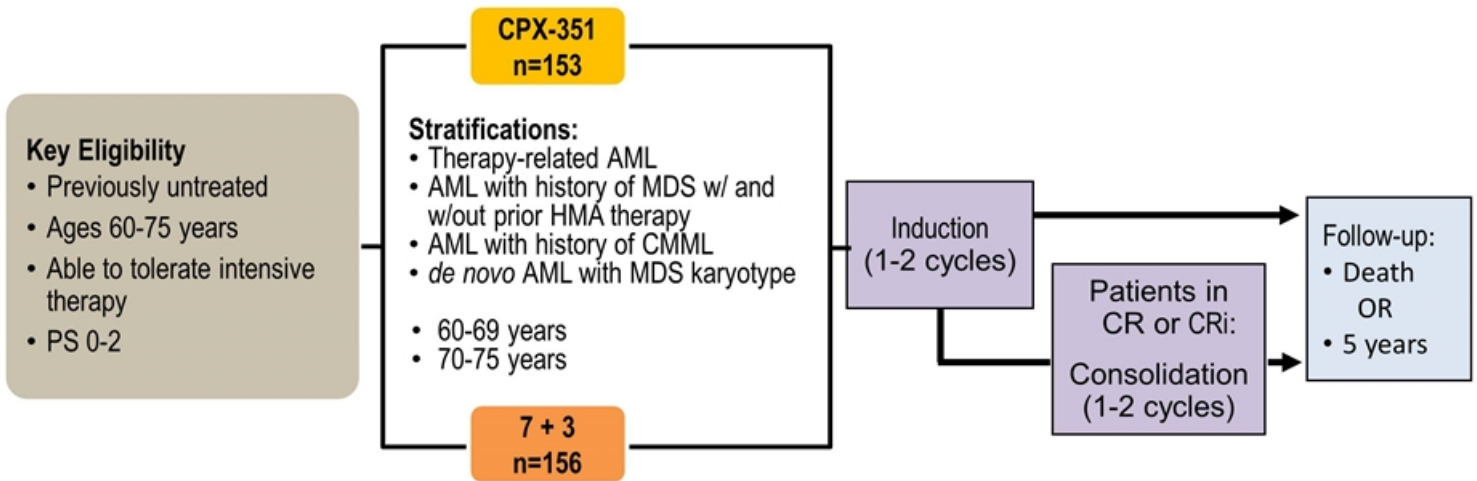 CPX-351
n=153
Key Eligibility
• Previously untreated
• Ages 60-75 years
• Able to tolerate intensive
therapy
• PS 0-2
Stratifications:
• Therapy-related AML
• AML with history of MDS w/ and
w/out prior HMA therapy
• AML with history of CMML
• de novo AML with MDS karyotype
• 60-69 years
• 70-75 years
7 + 3
n=156
Induction
(1-2 cycles)
Patients in
CR or CRi:
Consolidation
(1-2 cycles)
Follow-up:
• Death
OR
• 5 years